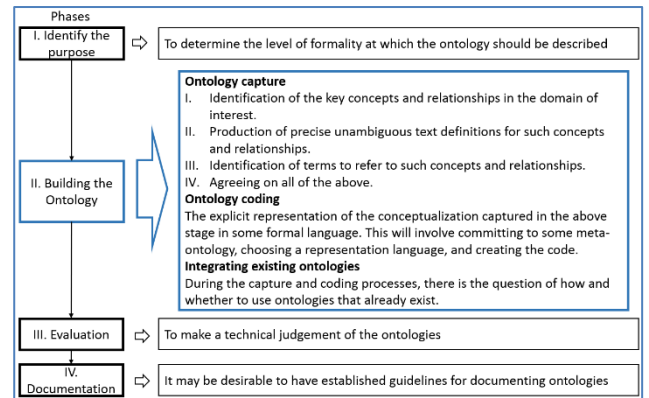 Phases
I. Identify the
purpose
To determine the level of formality at which the ontology should be described
Ontology capture
I. Identification of the key concepts and relationships in the domain of
interest.
II. Production of precise unambiguous text definitions for such concepts
and relationships.
III. Identification of terms to refer to such concepts and relationships.
IV. Agreeing on all of the above.
Ontology coding
The explicit representation of the conceptualization captured in the above
stage in some formal language. This will involve committing to some meta-
ontology, choosing a representation language, and creating the code.
Integrating existing ontologies
During the capture and coding processes, there is the question of how and
whether to use ontologies that already exist.
II. Building the
Ontology
III. Evaluation
To make a technical judgement of the ontologies
IV.
Documentation
It may be desirable to have established guidelines for documenting ontologies